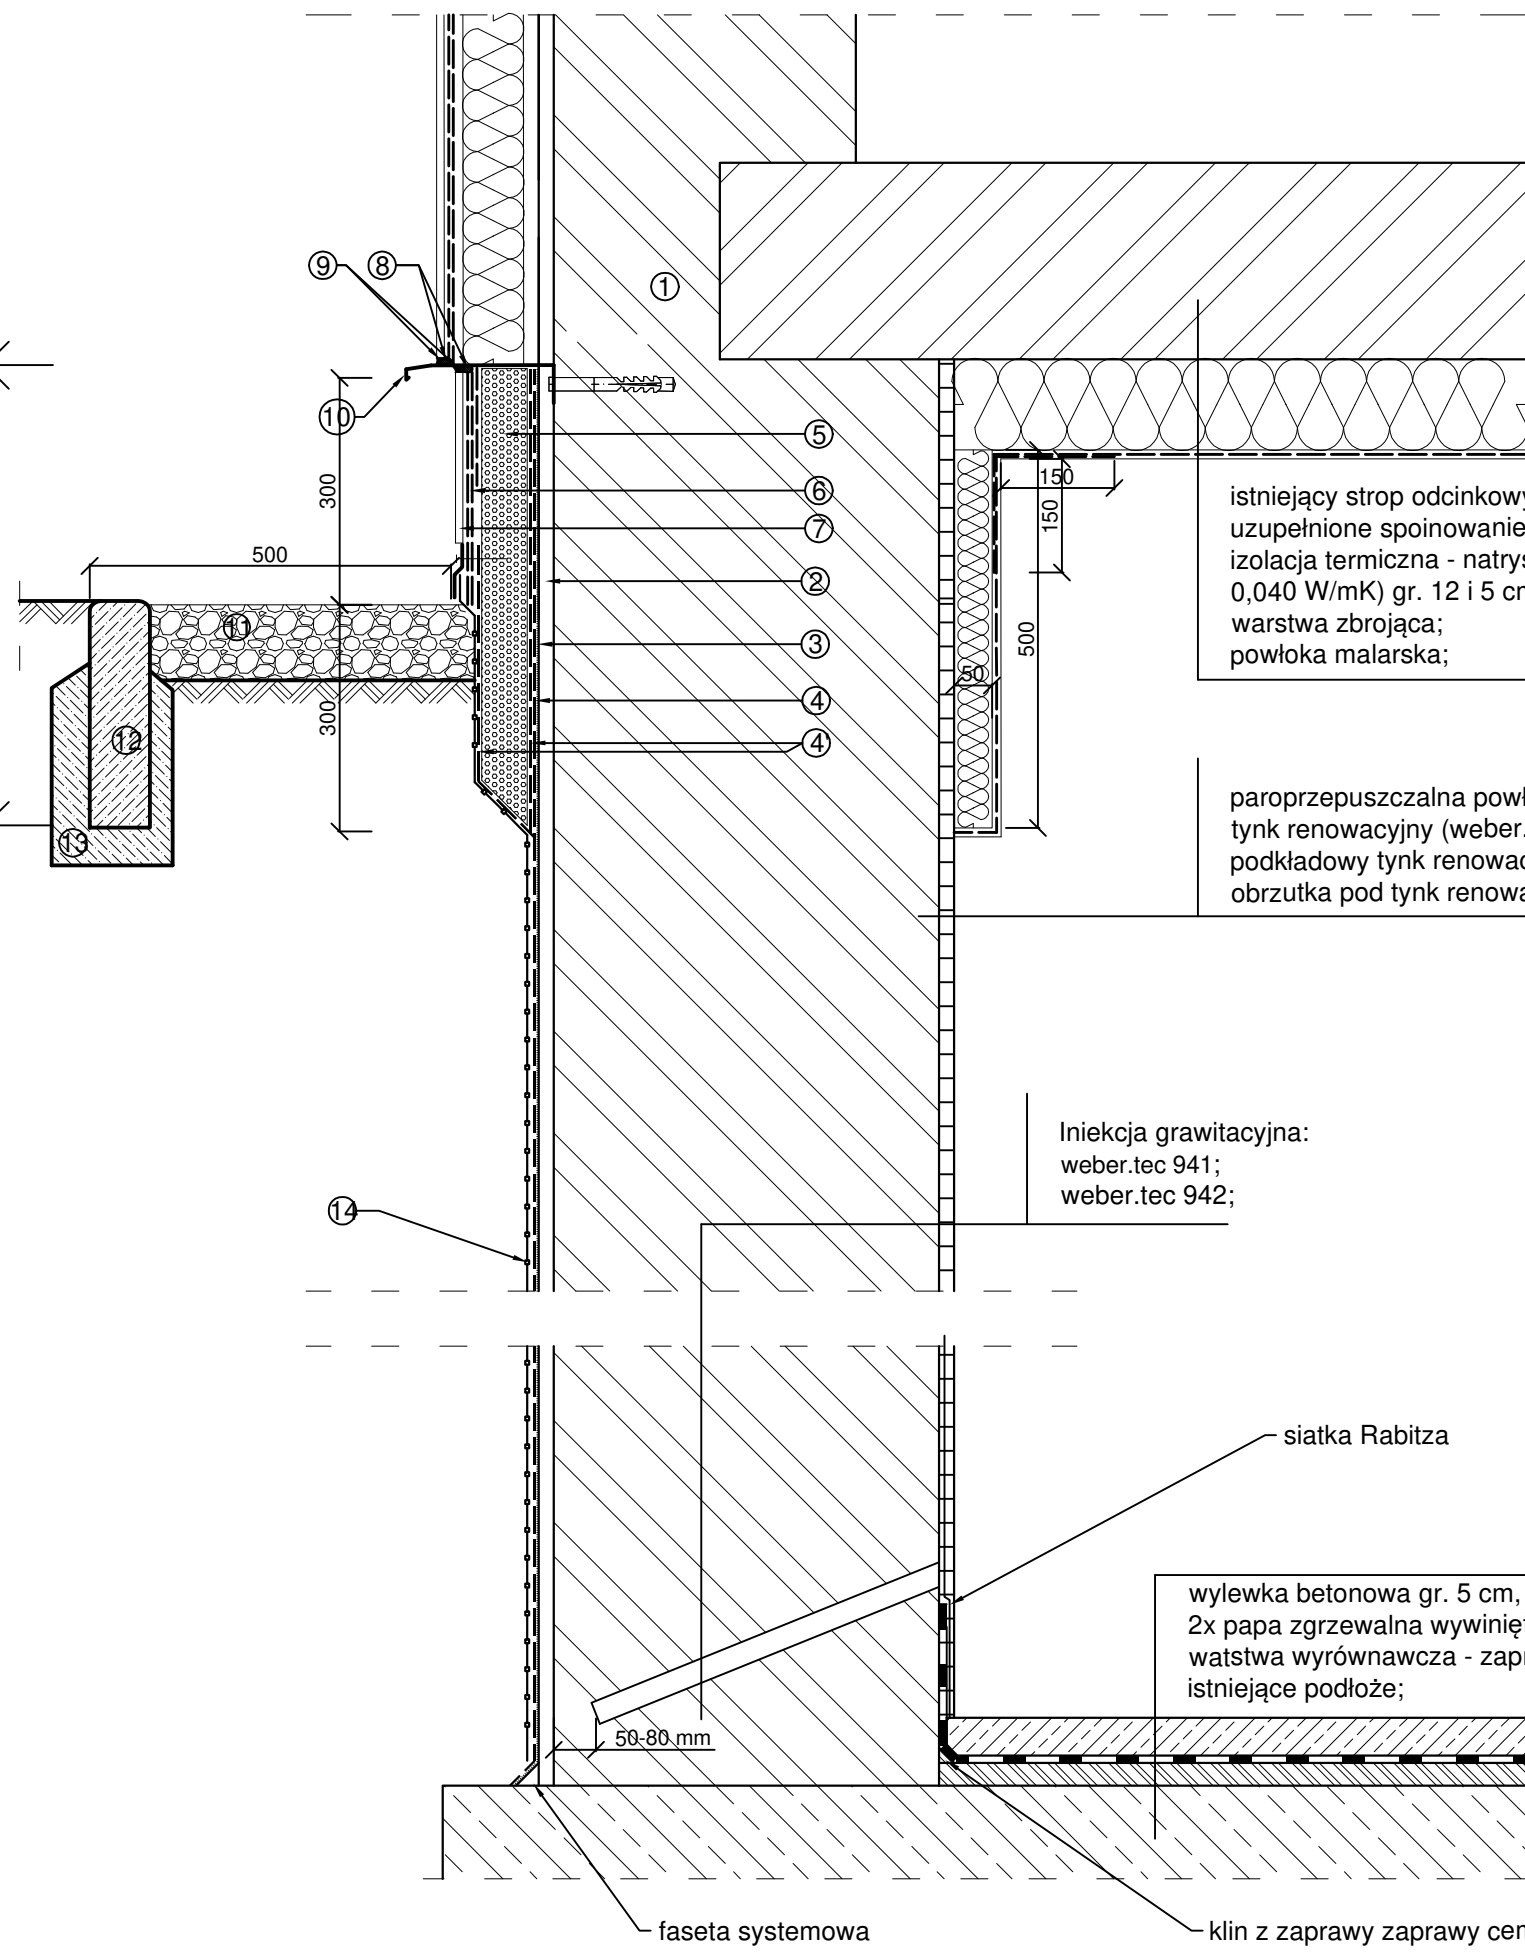 9
8
1
10
5
6
7
2
3
4
4'
11
12
13
14
300
500
300
150
150
500
50
istniejący strop odcinkowy
uzupełnione spoinowanie
izolacja termiczna - natrys
0,040 W/mK) gr. 12 i 5 cm
warstwa zbrojąca;
powłoka malarska;
paroprzepuszczalna powł
tynk renowacyjny (weber.
podkładowy tynk renowac
obrzutka pod tynk renowa
Iniekcja grawitacyjna:
weber.tec 941;
weber.tec 942;
siatka Rabitza
wylewka betonowa gr. 5 cm,
2x papa zgrzewalna wywinięt
watstwa wyrównawcza - zapr
istniejące podłoże;
50-80 mm
faseta systemowa
klin z zaprawy zaprawy cem